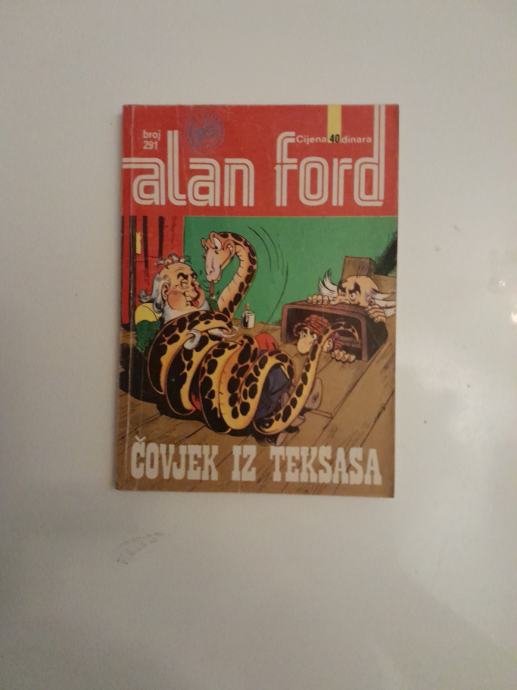 broj
291
Cijena 40 dinara
alan ford
ČOVJEK IZ TEKSASA